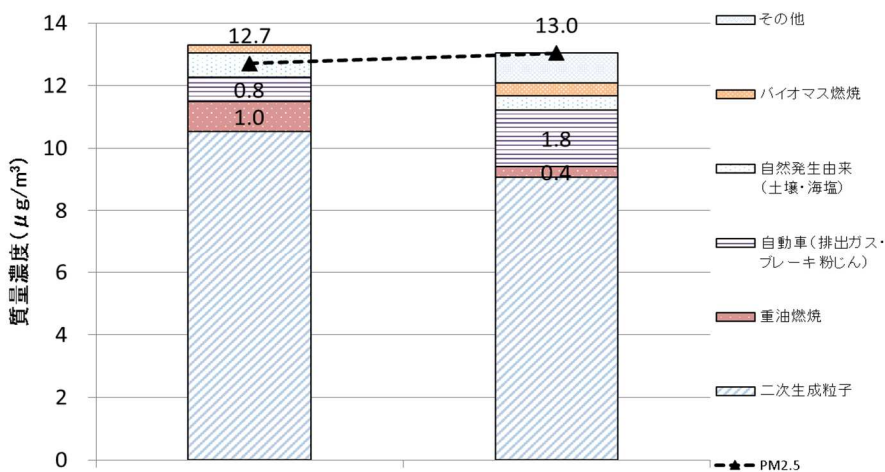 質量濃度(μg/m³)
14
12
10
8
6
4
2
0
12.7
0.8
1.0
13.0
1.8
0.4
その他
バイオマス燃焼
自然発生由来
(土壌・海塩)
自動車(排出ガス・
ブレーキ粉じん)
重油燃焼
二次生成粒子
PM2.5